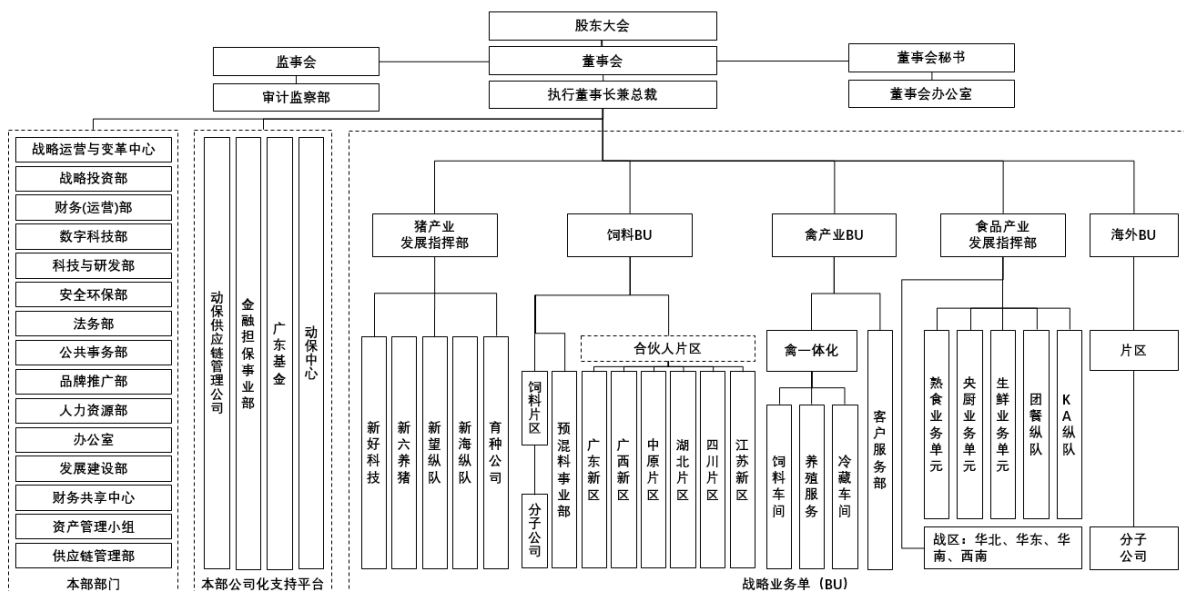 股东大会
监事会
董事会
董事会秘书
审计监察部
执行董事长兼总裁
董事会办公室
战略运营与变革中心
战略投资部
财务(运营)部
数字科技部
科技与研发部
安全环保部
法务部
公共事务部
品牌推广部
人力资源部
办公室
发展建设部
财务共享中心
资产管理小组
供应链管理部
本部部门
动保供应链管理公司
金融担保事业部
广东基金
动保中心
本部公司化支持平台
猪产业
发展指挥部
饲料BU
禽产业BU
食品产业
发展指挥部
海外BU
新好科技
新六养猪
新望纵队
新海纵队
育种公司
饲料片区
分子公司
预混料事业部
合伙人片区
广东新区
广西新区
中原片区
湖北片区
四川片区
江苏新区
禽一体化
饲料车间
养殖服务
冷藏车间
客户服务部
熟食业务单元
央厨业务单元
生鲜业务单元
团餐纵队
KA纵队
战区：华北、华东、华
南、西南
片区
分子
公司
战略业务单（BU）